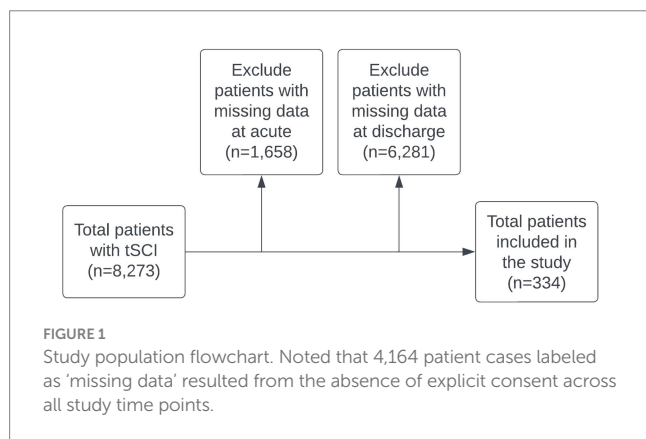 Exclude
patients with
missing data
at acute
(n=1,658)
Exclude
patients with
missing data
at discharge
(n=6,281)
Total patients
with tSCI
(n=8,273)
Total patients
included in
the study
(n=334)
FIGURE 1
Study population flowchart. Noted that 4,164 patient cases labeled
as ‘missing data’ resulted from the absence of explicit consent across
all study time points.